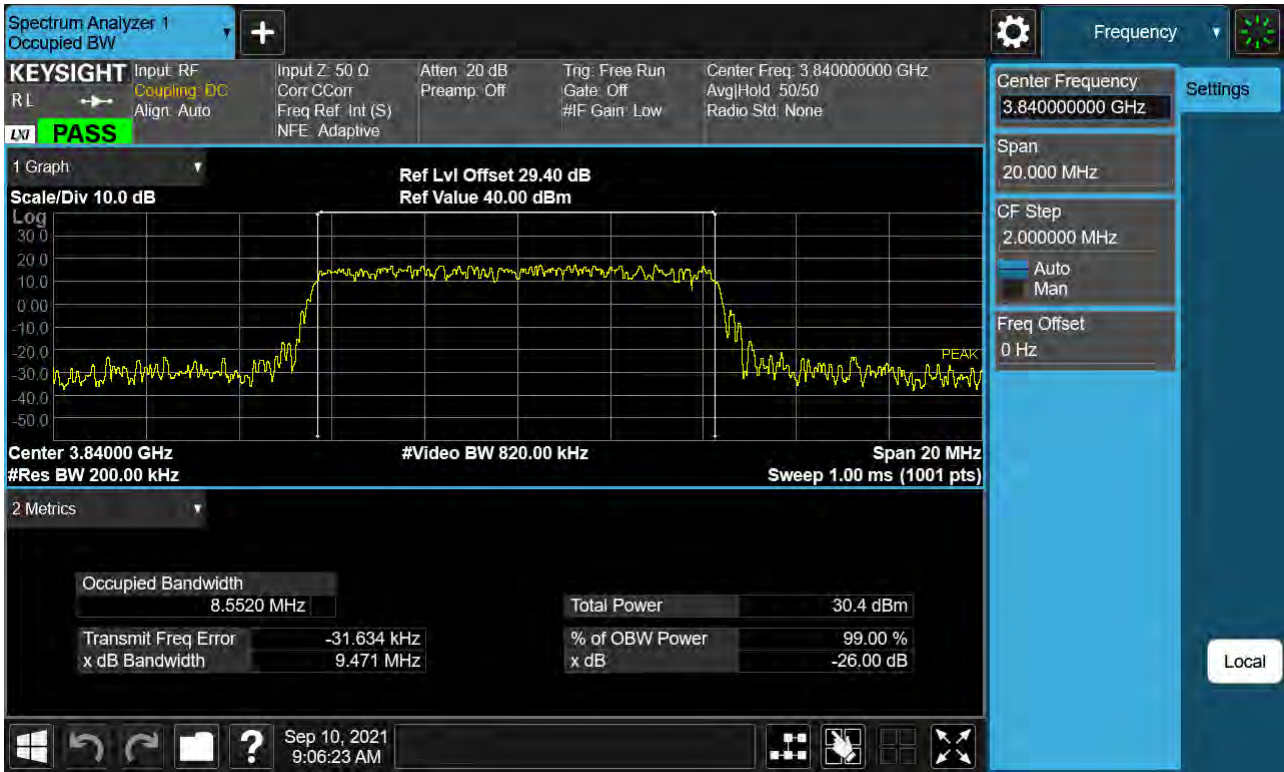 Spectrum Analyzer 1
Occupied BW
Frequency
KEYSIGHT
RL
LXI
PASS
Input: RF
Coupling: DC
Align: Auto
Input Z: 50 Ω
Corr CCorr
Freq Ref: Int (S)
NFE: Adaptive
Atten: 20 dB
Preamp: Off
Trig: Free Run
Gate: Off
#IF Gain: Low
Center Freq: 3.840000000 GHz
Avg|Hold: 50/50
Radio Std: None
Center Frequency
3.840000000 GHz
Settings
Span
20.000 MHz
CF Step
2.000000 MHz
Auto
Man
Freq Offset
0 Hz
Local
1 Graph
Scale/Div 10.0 dB
Ref Lvl Offset 29.40 dB
Ref Value 40.00 dBm
Log
30.0
20.0
10.0
0.00
-10.0
-20.0
-30.0
-40.0
-50.0
PEAK
Center 3.84000 GHz
#Video BW 820.00 kHz
Span 20 MHz
#Res BW 200.00 kHz
Sweep 1.00 ms (1001 pts)
2 Metrics
Occupied Bandwidth
8.5520 MHz
Total Power 30.4 dBm
Transmit Freq Error -31.634 kHz
% of OBW Power 99.00 %
x dB Bandwidth 9.471 MHz
x dB -26.00 dB
?
Sep 10, 2021
9:06:23 AM